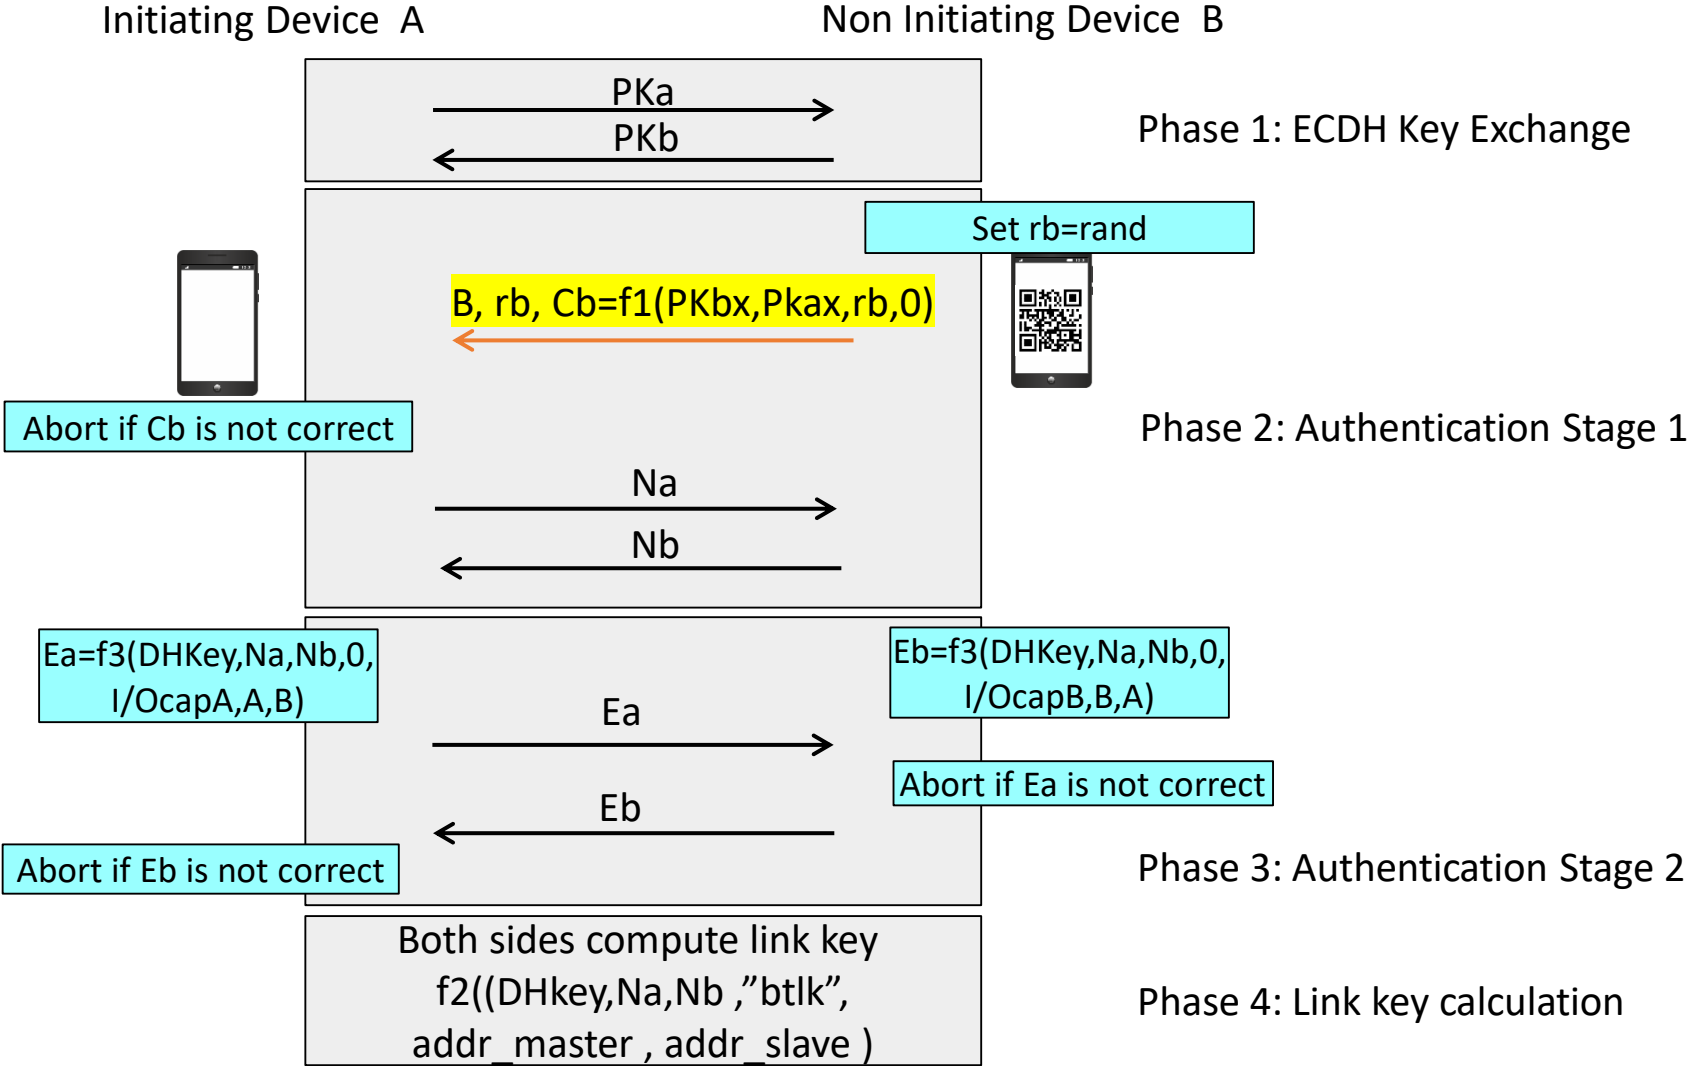 Initiating Device A
Non Initiating Device B
PKa
PKb
Phase 1: ECDH Key Exchange
Set rb=rand
B, rb, Cb=f1(PKbx,Pkax,rb,0)
Abort if Cb is not correct
Phase 2: Authentication Stage 1
Na
Nb
Ea=f3(DHKey,Na,Nb,0,
I/OcapA,A,B)
Eb=f3(DHKey,Na,Nb,0,
I/OcapB,B,A)
Ea
Abort if Ea is not correct
Eb
Abort if Eb is not correct
Phase 3: Authentication Stage 2
Both sides compute link key
f2((DHkey,Na,Nb ,”btlk”,
addr_master , addr_slave )
Phase 4: Link key calculation